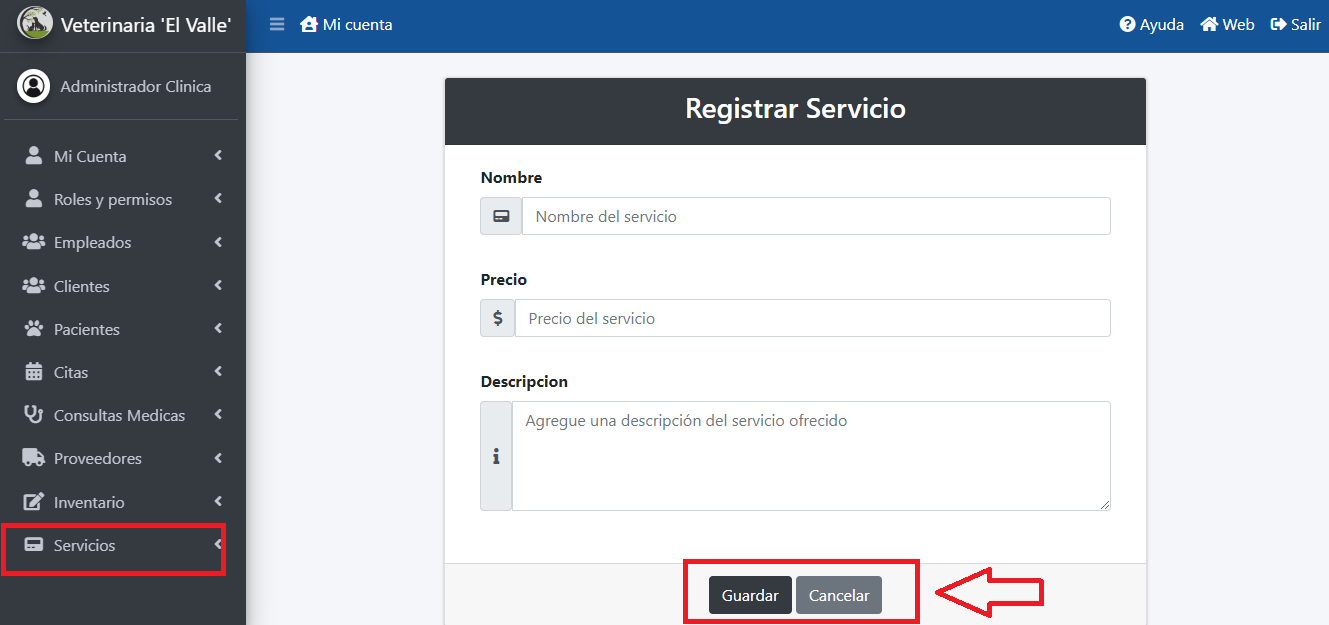 Veterinaria 'El Valle'
Mi cuenta
Ayuda
Web
Salir
Administrador Clinica
Mi Cuenta
Roles y permisos
Empleados
Clientes
Pacientes
Citas
Consultas Medicas
Proveedores
Inventario
Servicios
Registrar Servicio
Nombre
Nombre del servicio
Precio
$
Precio del servicio
Descripcion
Agregue una descripción del servicio ofrecido
Guardar
Cancelar